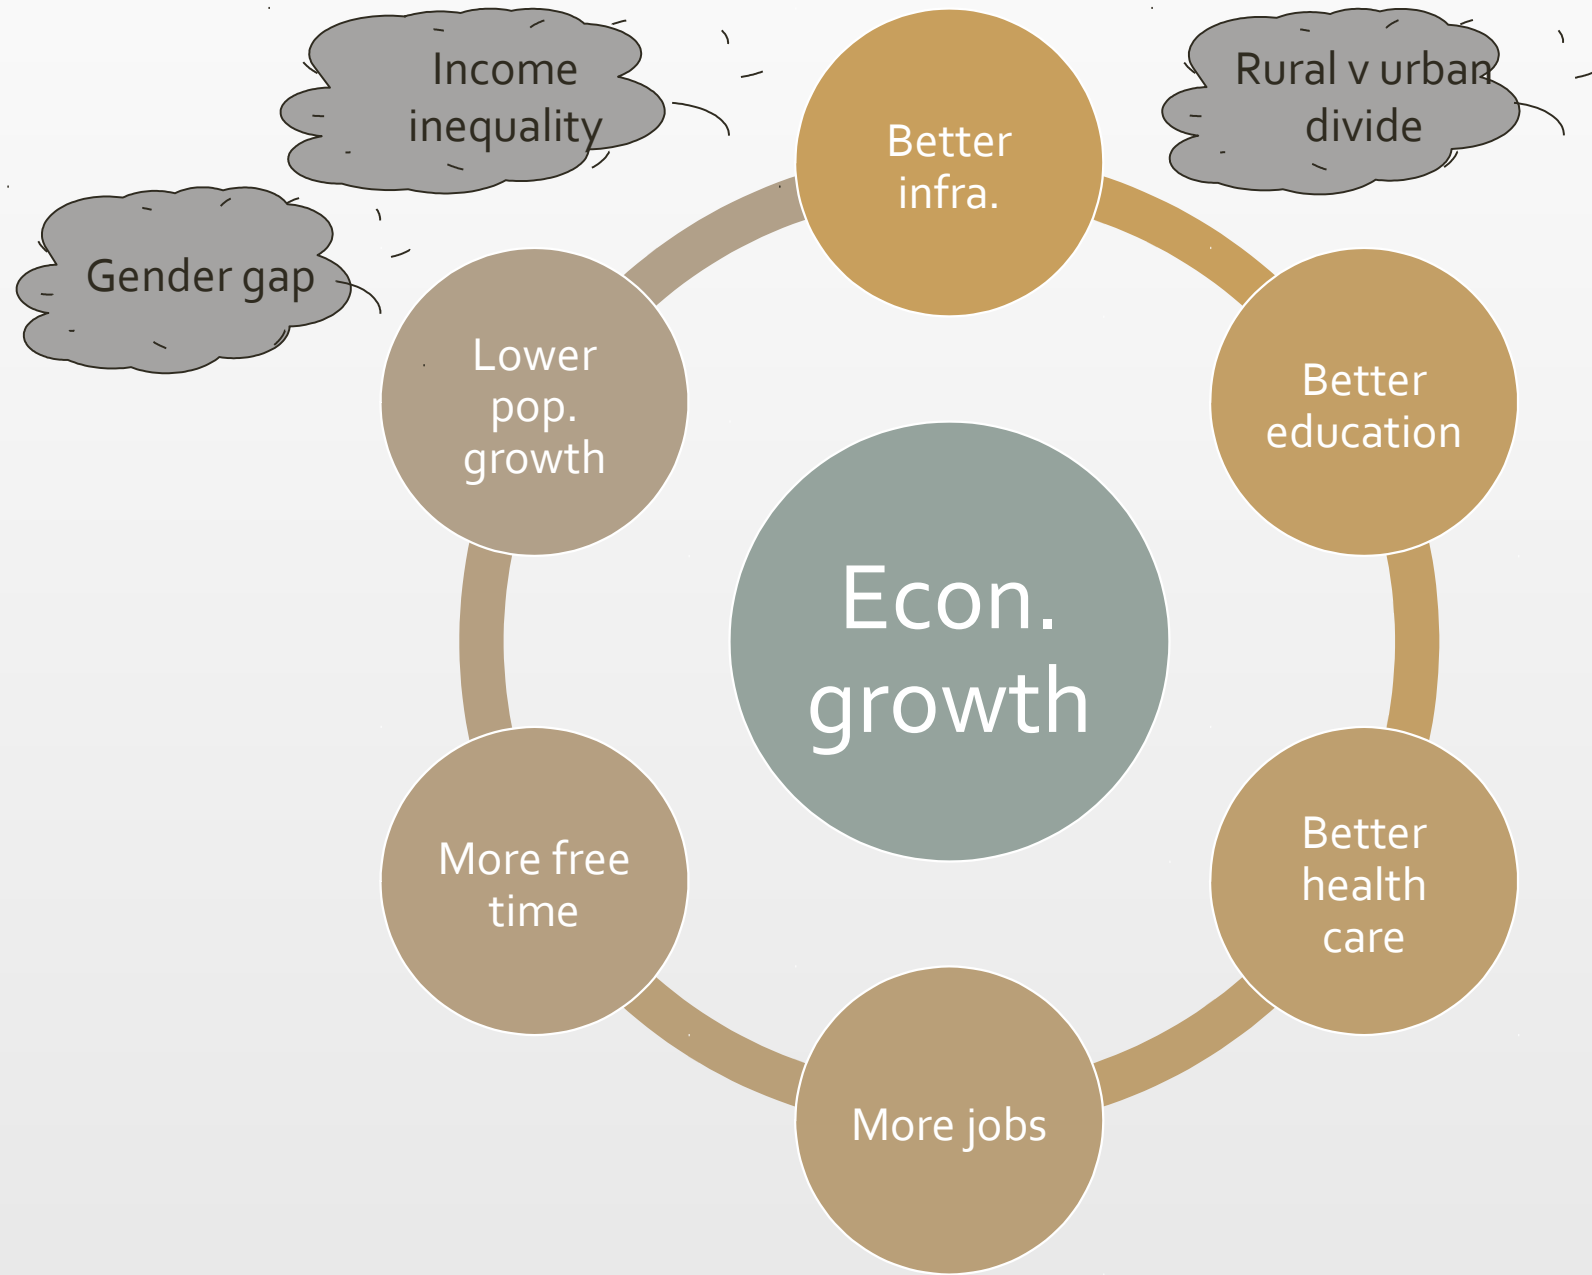 Income
inequality
Rural v urban
divide
Gender gap
Better
infra.
Better
education
Better
health
care
More jobs
More free
time
Lower
pop.
growth
Econ.
growth